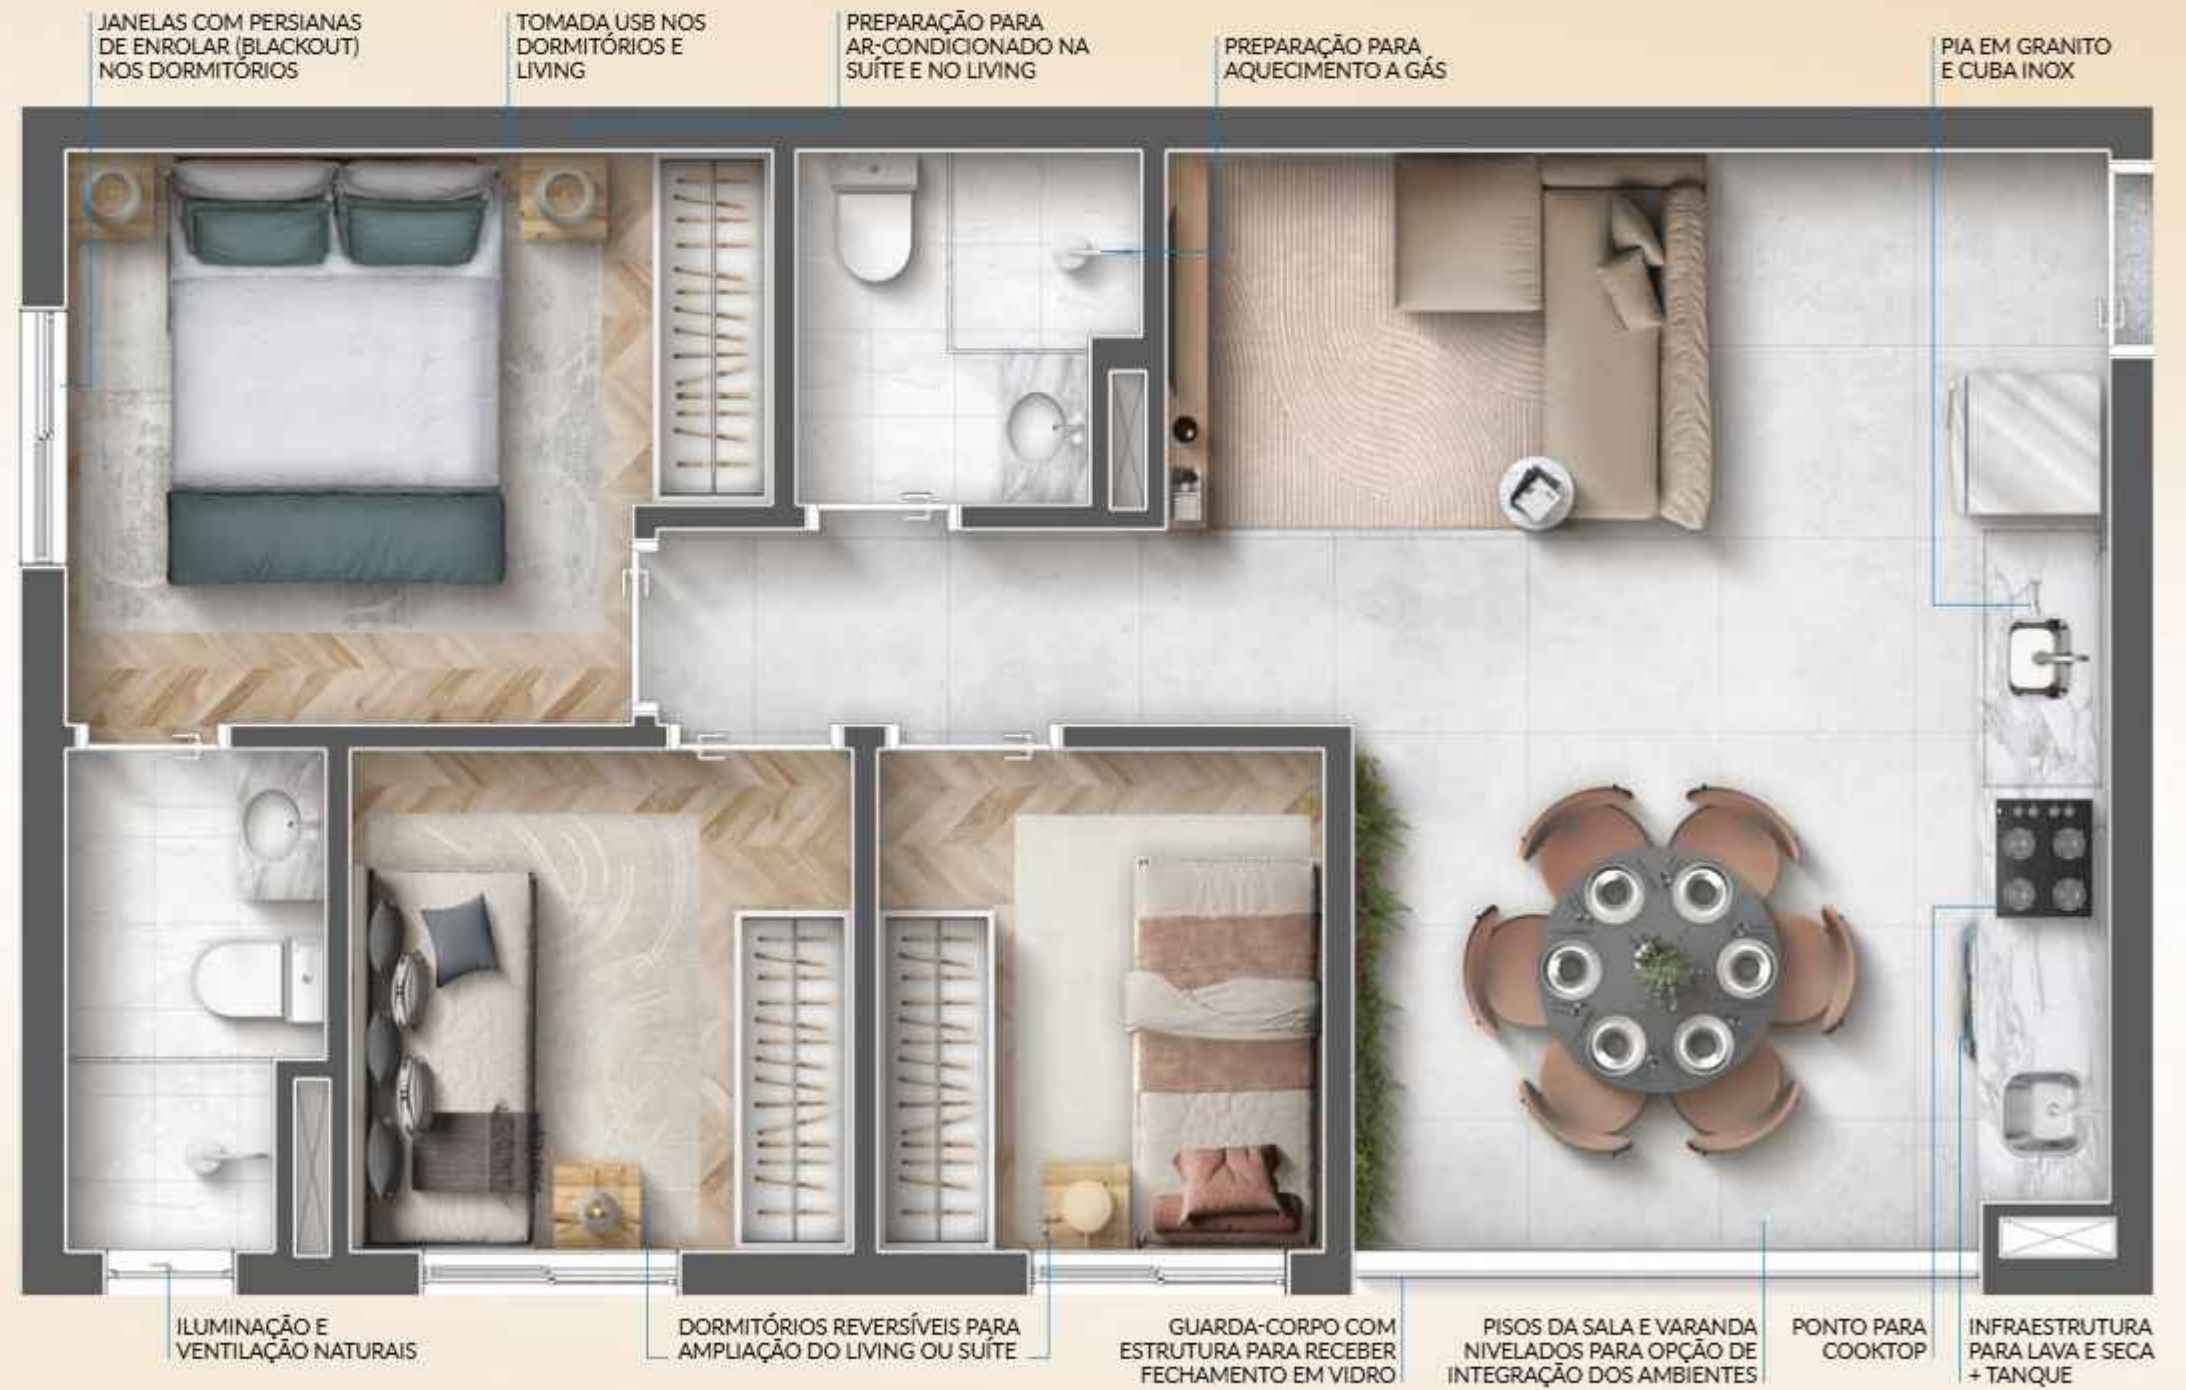 JANELAS COM PERSIANAS
DE ENROLAR (BLACKOUT)
NOS DORMITÓRIOS
TOMADA USB NOS
DORMITÓRIOS E
LIVING
PREPARAÇÃO PARA
AR-CONDICIONADO NA
SUÍTE E NO LIVING
PREPARAÇÃO PARA
AQUECIMENTO A GÁS
PIA EM GRANITO
E CUBA INOX
ILUMINAÇÃO E
VENTILAÇÃO NATURAIS
DORMITÓRIOS REVERSÍVEIS PARA
AMPLIAÇÃO DO LIVING OU SUÍTE
GUARDA-CORPO COM
ESTRUTURA PARA RECEBER
FECHAMENTO EM VIDRO
PISOS DA SALA E VARANDA
NIVELADOS PARA OPÇÃO DE
INTEGRAÇÃO DOS AMBIENTES
PONTO PARA
COOKTOP
INFRAESTRUTURA
PARA LAVA E SECA
+ TANQUE